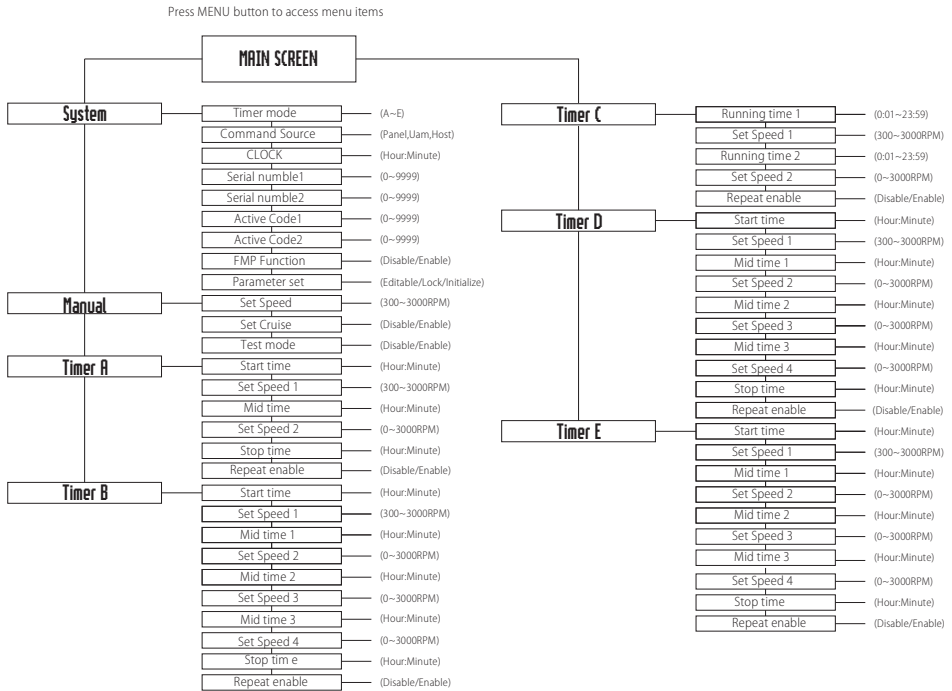 Press MENU button to access menu items
MAIN SCREEN
System
Timer mode (A~E)
Command Source (Panel,Uam,Host)
CLOCK (Hour:Minute)
Serial numble1 (0~9999)
Serial numble2 (0~9999)
Active Code1 (0~9999)
Active Code2 (0~9999)
FMP Function (Disable/Enable)
Parameter set (Editable/Lock/Initialize)
Manual
Set Speed (300~3000RPM)
Set Cruise (Disable/Enable)
Test mode (Disable/Enable)
Timer A
Start time (Hour:Minute)
Set Speed 1 (300~3000RPM)
Mid time (Hour:Minute)
Set Speed 2 (0~3000RPM)
Stop time (Hour:Minute)
Repeat enable (Disable/Enable)
Timer B
Start time (Hour:Minute)
Set Speed 1 (300~3000RPM)
Mid time 1 (Hour:Minute)
Set Speed 2 (0~3000RPM)
Mid time 2 (Hour:Minute)
Set Speed 3 (0~3000RPM)
Mid time 3 (Hour:Minute)
Set Speed 4 (0~3000RPM)
Stop tim e (Hour:Minute)
Repeat enable (Disable/Enable)
Timer C
Running time 1 (0:01~23:59)
Set Speed 1 (300~3000RPM)
Running time 2 (0:01~23:59)
Set Speed 2 (0~3000RPM)
Repeat enable (Disable/Enable)
Timer D
Start time (Hour:Minute)
Set Speed 1 (300~3000RPM)
Mid time 1 (Hour:Minute)
Set Speed 2 (0~3000RPM)
Mid time 2 (Hour:Minute)
Set Speed 3 (0~3000RPM)
Mid time 3 (Hour:Minute)
Set Speed 4 (0~3000RPM)
Stop time (Hour:Minute)
Repeat enable (Disable/Enable)
Timer E
Start time (Hour:Minute)
Set Speed 1 (300~3000RPM)
Mid time 1 (Hour:Minute)
Set Speed 2 (0~3000RPM)
Mid time 2 (Hour:Minute)
Set Speed 3 (0~3000RPM)
Mid time 3 (Hour:Minute)
Set Speed 4 (0~3000RPM)
Stop time (Hour:Minute)
Repeat enable (Disable/Enable)